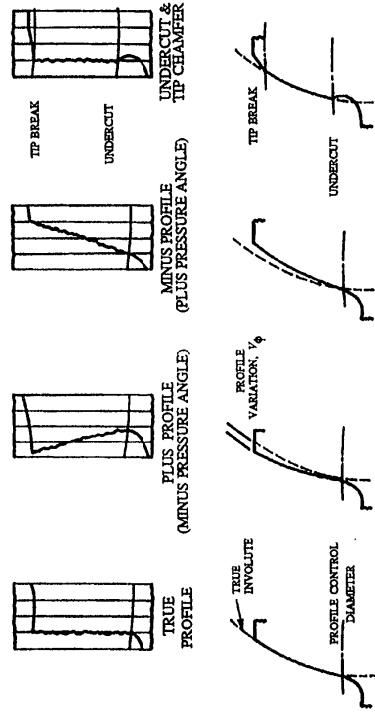 TRUE
PROFILE
PLUS PROFILE
(MINUS PRESSURE ANGLE)
MINUS PROFILE
(PLUS PRESSURE ANGLE)
TIP BREAK
UNDERCUT
UNDERCUT &
TIP CHAMFER
TRUE
INVOLUTE
PROFILE CONTROL
DIAMETER
PROFILE
VARIATION, Vϕ
TIP BREAK
UNDERCUT